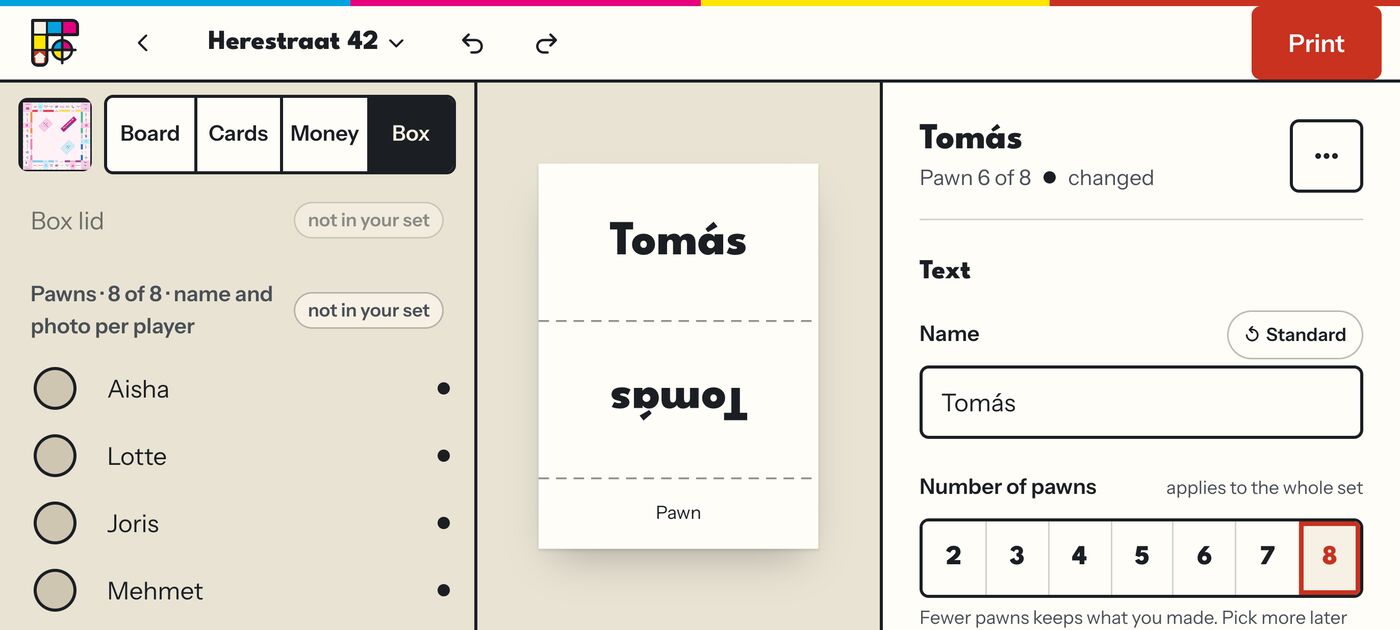 Herestraat 42
Print
Board
Cards
Money
Box
Box lid
not in your set
Pawns · 8 of 8 · name and
photo per player
not in your set
Aisha
Lotte
Joris
Mehmet
Tomás
Tomás
Pawn
Tomás
Pawn 6 of 8 ● changed
Text
Name
Standard
Tomás
Number of pawns
applies to the whole set
2 3 4 5 6 7 8
Fewer pawns keeps what you made. Pick more later